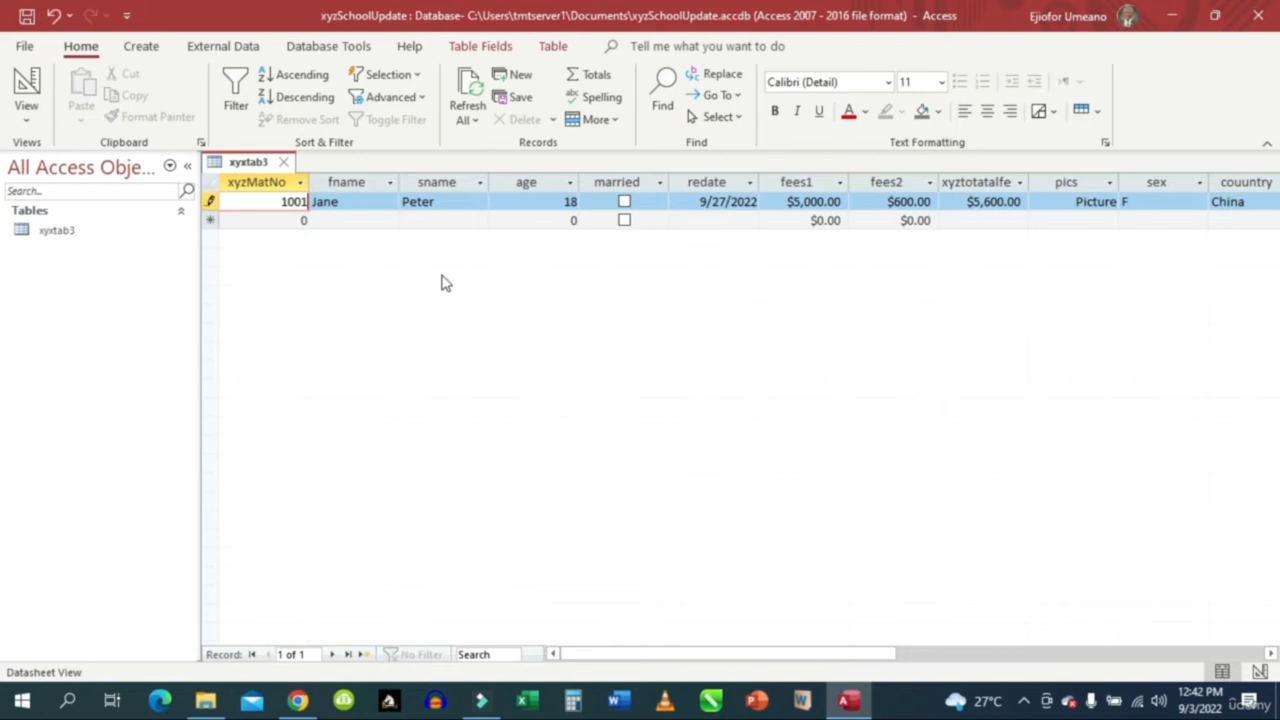 xyzSchoolUpdate : Database- C:\Users\tmtserver1\Documents\xyzSchoolUpdate.accdb (Access 2007 - 2016 file format) - Access
Ejiofor Umeano
File Home Create External Data Database Tools Help Table Fields Table Tell me what you want to do
View
Views
Paste
Cut
Copy
Format Painter
Clipboard
Filter
Ascending
Descending
Remove Sort
Selection
Advanced
Toggle Filter
Sort & Filter
Refresh All
New
Save
Delete
Totals
Spelling
More
Records
Find
Replace
Go To
Select
Find
Calibri (Detail) 11
B I U A
Text Formatting
All Access Obje...
Search...
Tables
xyxtab3
xyxtab3
xyzMatNo fname sname age married redate fees1 fees2 xyztotatalfe pics sex couuntry
1001 Jane Peter 18 9/27/2022 $5,000.00 $600.00 $5,600.00 Picture F China
0 0 $0.00 $0.00
Record: 1 of 1 No Filter Search
Datasheet View
27°C
12:42 PM
9/3/2022
udemy